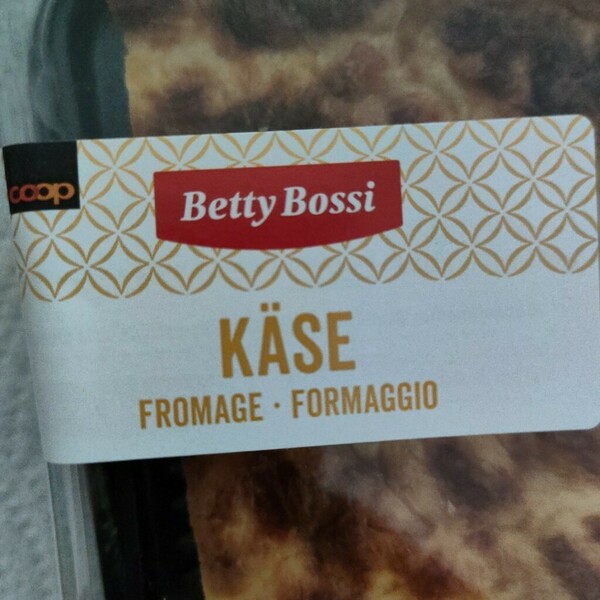 coop
Betty Bossi
KÄSE
FROMAGE · FORMAGGIO